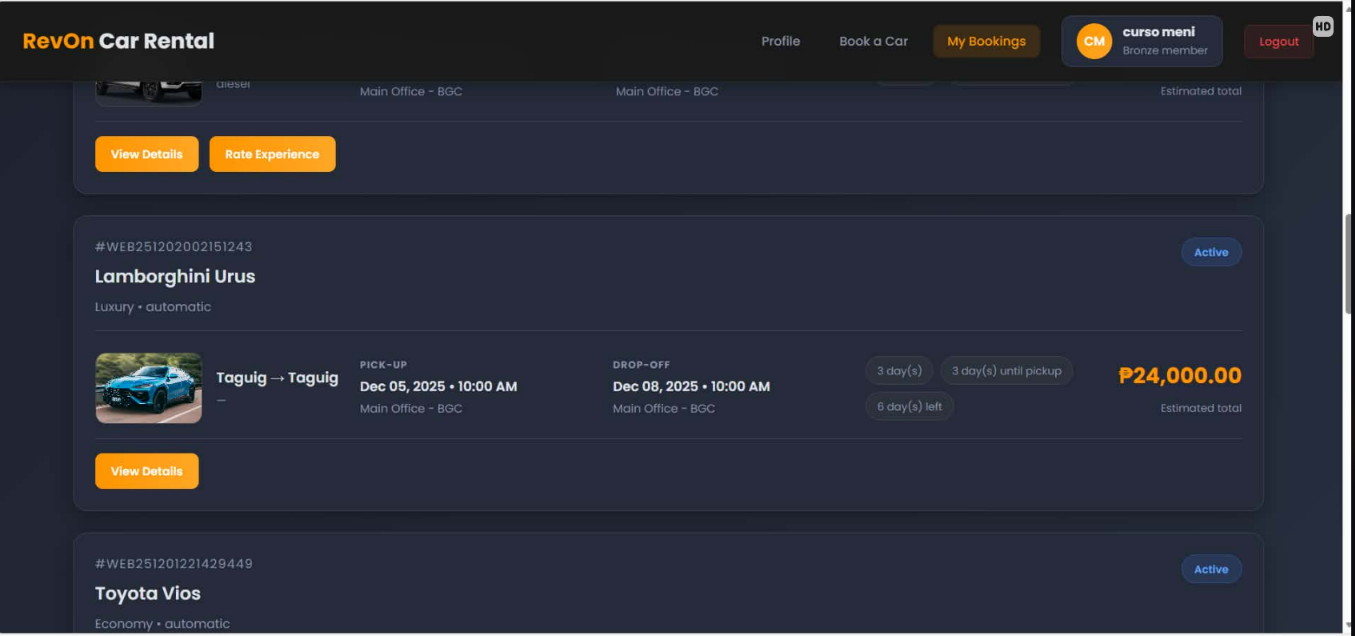 RevOn Car Rental
Profile
Book a Car
My Bookings
CM
curso meni
Bronze member
Logout
HD
diesel
Main Office - BGC
Main Office - BGC
Estimated total
View Details
Rate Experience
#WEB251202002151243
Active
Lamborghini Urus
Luxury • automatic
Taguig → Taguig
—
PICK-UP
Dec 05, 2025 • 10:00 AM
Main Office - BGC
DROP-OFF
Dec 08, 2025 • 10:00 AM
Main Office - BGC
3 day(s)
3 day(s) until pickup
6 day(s) left
₱24,000.00
Estimated total
View Details
#WEB251201221429449
Active
Toyota Vios
Economy • automatic